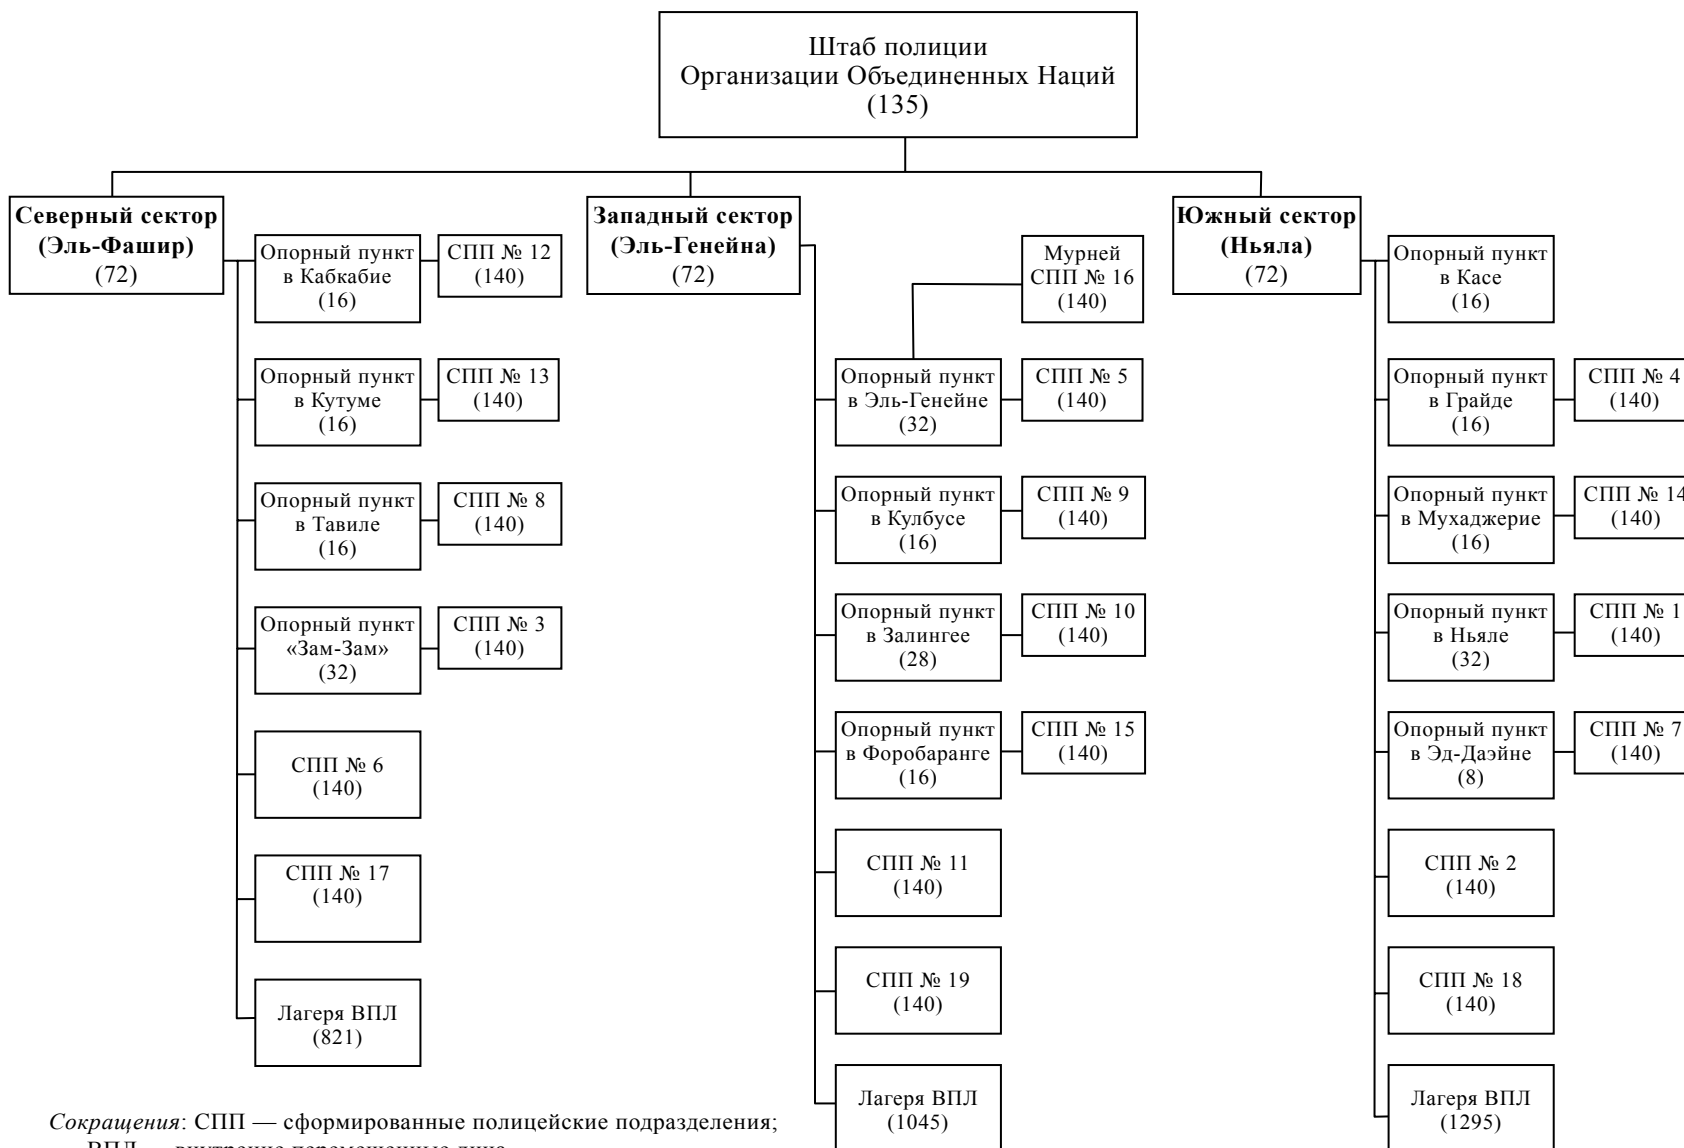 Штаб полиции
Организации Объединенных Наций
(135)
Северный сектор
(Эль-Фашир)
(72)
Опорный пункт
в Кабкабие
(16)
СПП № 12
(140)
Опорный пункт
в Кутуме
(16)
СПП № 13
(140)
Опорный пункт
в Тавиле
(16)
СПП № 8
(140)
Опорный пункт
«Зам-Зам»
(32)
СПП № 3
(140)
СПП № 6
(140)
СПП № 17
(140)
Лагеря ВПЛ
(821)
Западный сектор
(Эль-Генейна)
(72)
Мурней
СПП № 16
(140)
Опорный пункт
в Эль-Генейне
(32)
СПП № 5
(140)
Опорный пункт
в Кулбусе
(16)
СПП № 9
(140)
Опорный пункт
в Залингее
(28)
СПП № 10
(140)
Опорный пункт
в Форобаранге
(16)
СПП № 15
(140)
СПП № 11
(140)
СПП № 19
(140)
Лагеря ВПЛ
(1045)
Южный сектор
(Ньяла)
(72)
Опорный пункт
в Касе
(16)
Опорный пункт
в Грайде
(16)
СПП № 4
(140)
Опорный пункт
в Мухаджерие
(16)
СПП № 14
(140)
Опорный пункт
в Ньяле
(32)
СПП № 1
(140)
Опорный пункт
в Эд-Даэйне
(8)
СПП № 7
(140)
СПП № 2
(140)
СПП № 18
(140)
Лагеря ВПЛ
(1295)
Сокращения: СПП — сформированные полицейские подразделения;